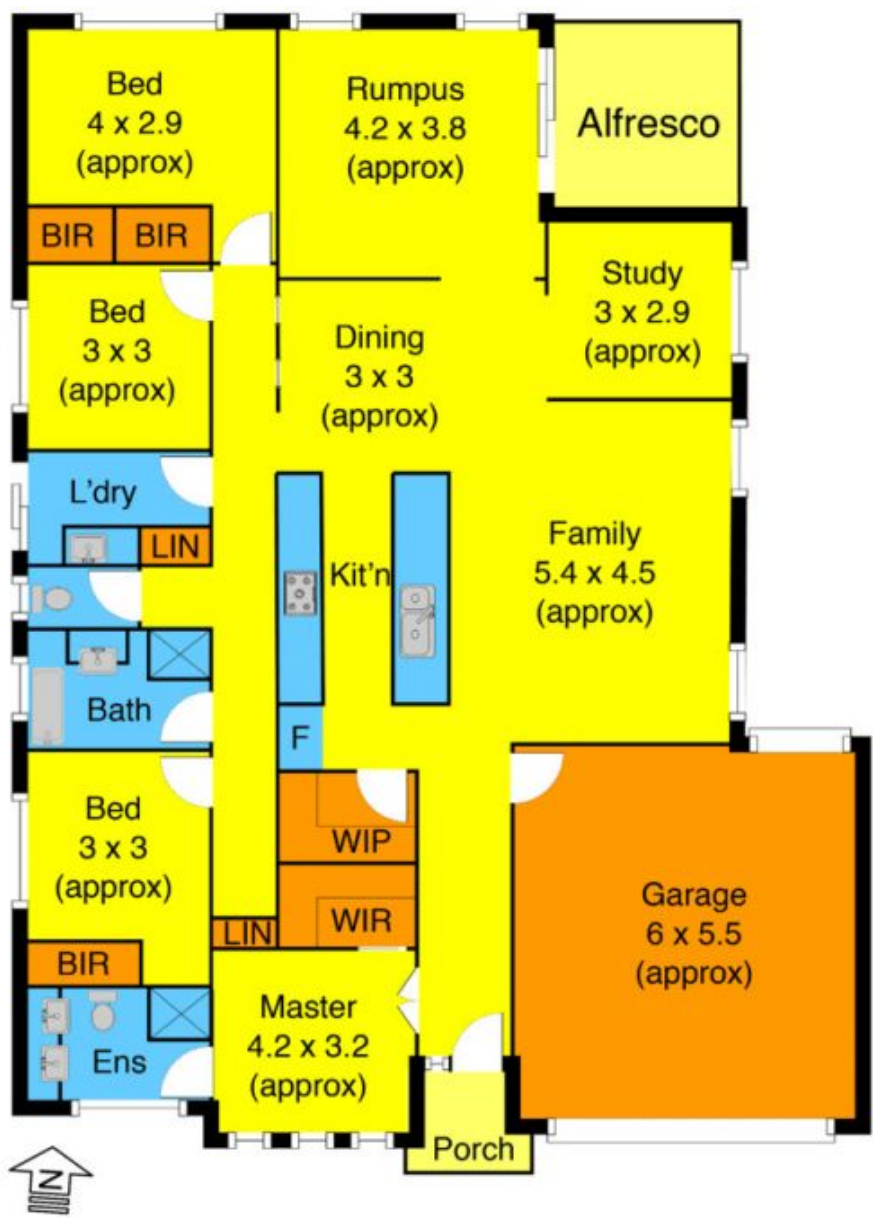 Bed
4 x 2.9
(approx)
Rumpus
4.2 x 3.8
(approx)
Alfresco
BIR
BIR
Bed
3 x 3
(approx)
Dining
3 x 3
(approx)
Study
3 x 2.9
(approx)
L'dry
LIN
Kit'n
Family
5.4 x 4.5
(approx)
Bath
F
Bed
3 x 3
(approx)
WIP
WIR
LIN
BIR
Garage
6 x 5.5
(approx)
Ens
Master
4.2 x 3.2
(approx)
Porch
N